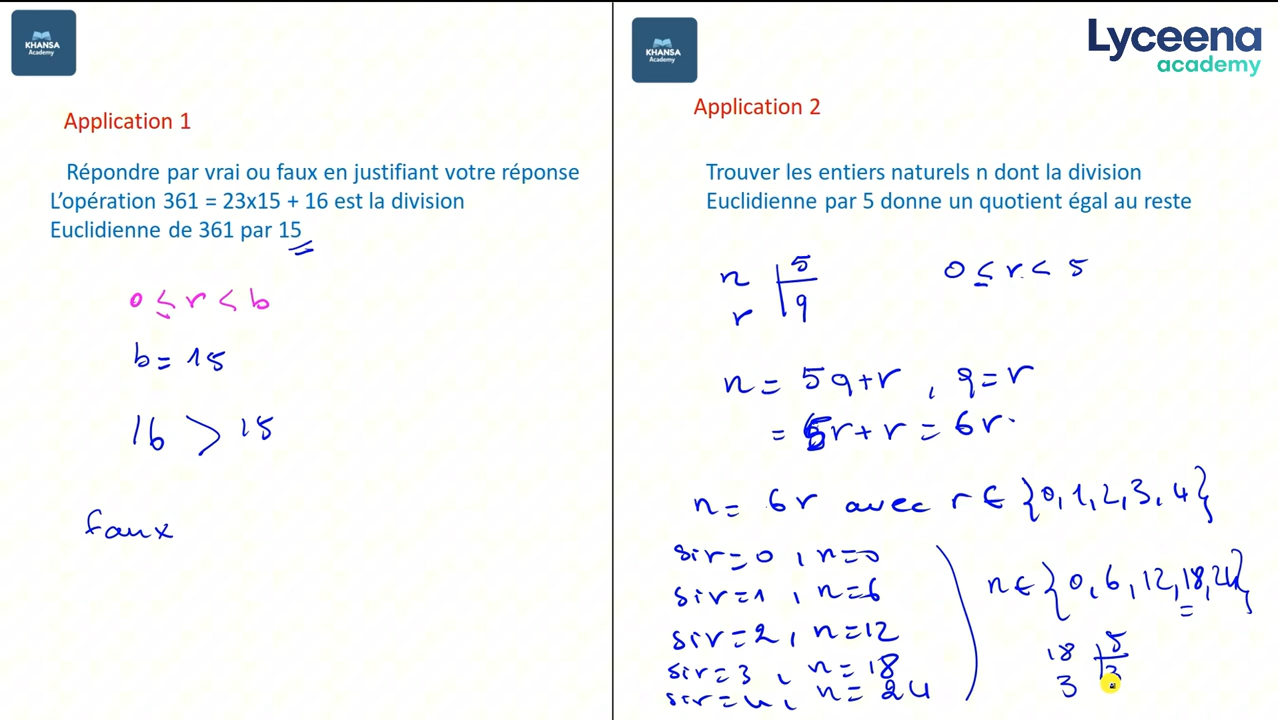 KHANSA
Academy
Application 1
Répondre par vrai ou faux en justifiant votre réponse
L'opération 361 = 23x15 + 16 est la division
Euclidienne de 361 par 15
0 ≤ r < b
b = 15
16 > 15
faux
KHANSA
Academy
Lyceena
academy
Application 2
Trouver les entiers naturels n dont la division
Euclidienne par 5 donne un quotient égal au reste
n | 5
r | q
0 ≤ r < 5
n = 5q+r , q=r
= 5r + r = 6r.
n = 6r avec r ∈ {0, 1, 2, 3, 4}
si r=0 , n=0
si r=1 , n=6
si r=2 , n=12
si r=3 , n=18
si r=4 , n=24
n ∈ {0, 6, 12, 18, 24}
18 | 5
3 | 3